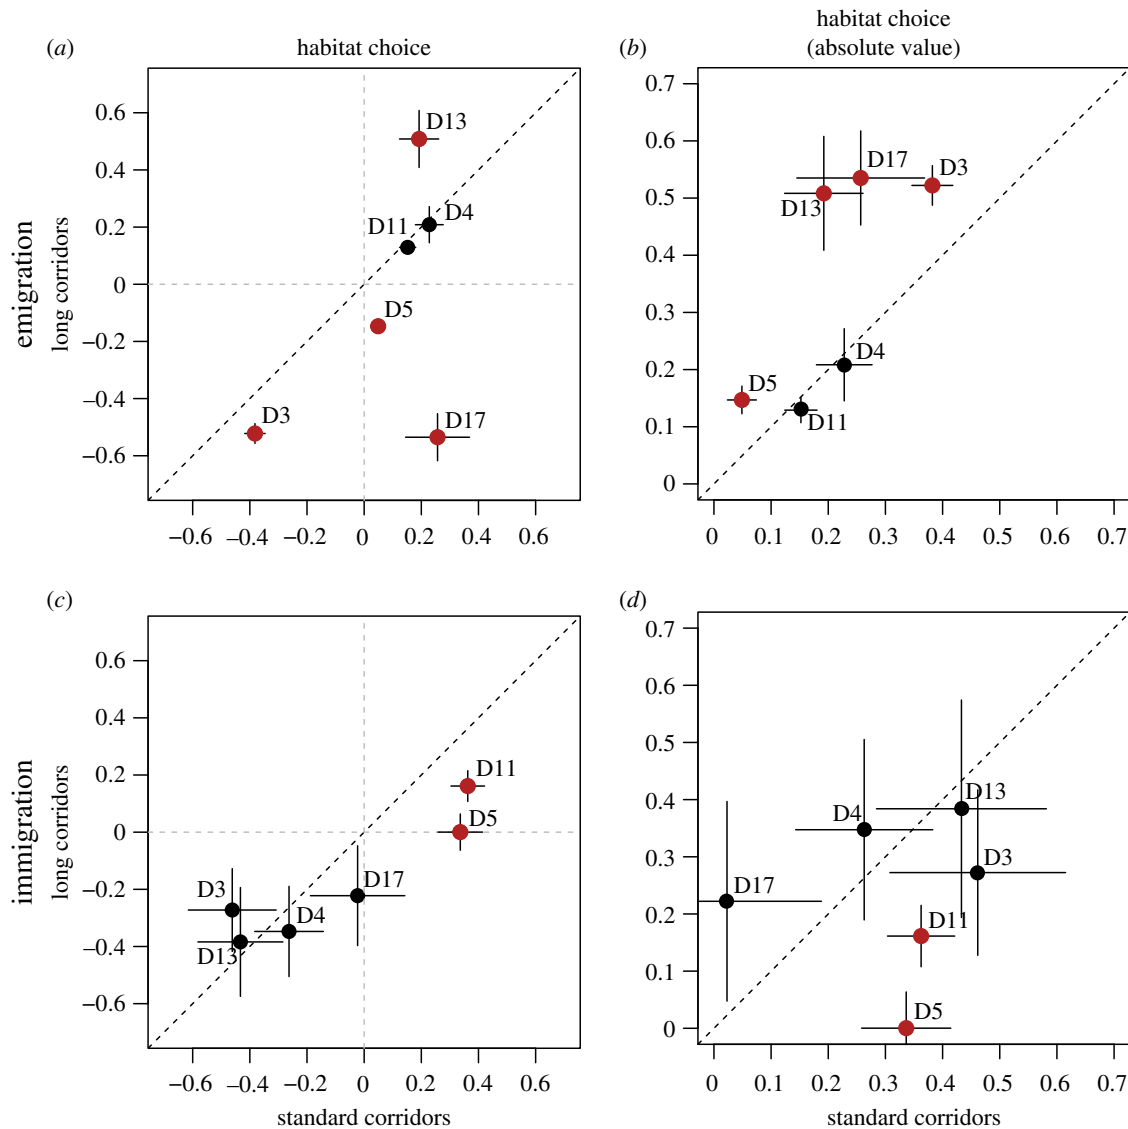 habitat choice
habitat choice
(absolute value)
(a)
(b)
emigration
long corridors
0.6
0.4
0.2
0
−0.2
−0.4
−0.6
D13
D4
D11
D5
D3
D17
−0.6
−0.4
−0.2
0
0.2
0.4
0.6
0.7
0.6
0.5
0.4
0.3
0.2
0.1
0
D17
D3
D13
D4
D5
D11
0
0.1
0.2
0.3
0.4
0.5
0.6
0.7
(c)
(d)
immigration
long corridors
0.6
0.4
0.2
0
−0.2
−0.4
−0.6
D11
D5
D17
D3
D4
D13
−0.6
−0.4
−0.2
0
0.2
0.4
0.6
standard corridors
0.7
0.6
0.5
0.4
0.3
0.2
0.1
0
D13
D4
D3
D17
D11
D5
0
0.1
0.2
0.3
0.4
0.5
0.6
0.7
standard corridors